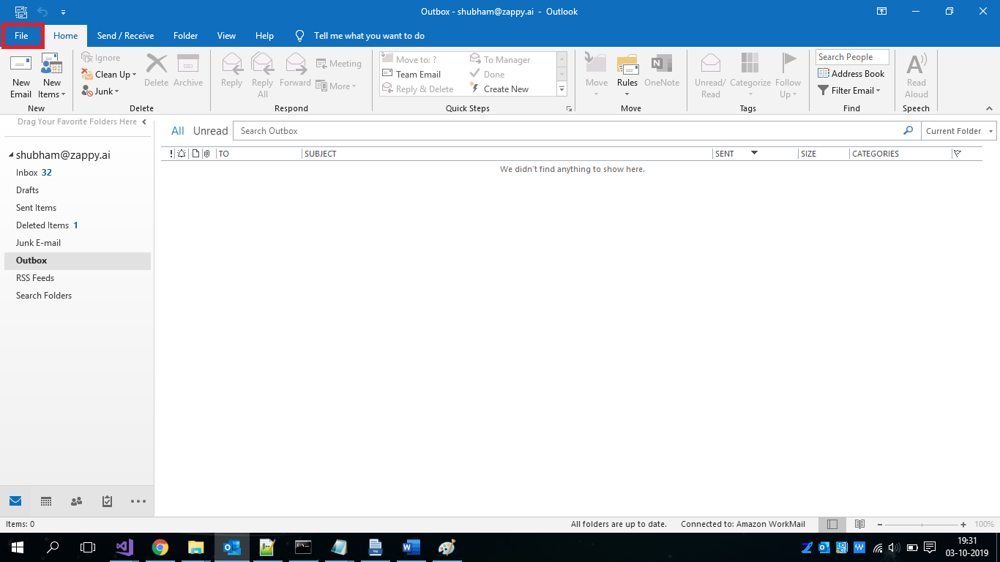 Outbox - shubham@zappy.ai - Outlook
File Home Send / Receive Folder View Help Tell me what you want to do
New Email
New Items
Ignore
Clean Up
Junk
Delete
Archive
Reply
Reply All
Forward
Meeting
More
Move to: ?
Team Email
Reply & Delete
To Manager
Done
Create New
Move
Rules
OneNote
Unread/ Read
Categorize
Follow Up
Search People
Address Book
Filter Email
Read Aloud
New Delete Respond Quick Steps Move Tags Find Speech
Drag Your Favorite Folders Here
All Unread Search Outbox Current Folder
! TO SUBJECT SENT SIZE CATEGORIES
We didn't find anything to show here.
shubham@zappy.ai
Inbox 32
Drafts
Sent Items
Deleted Items 1
Junk E-mail
Outbox
RSS Feeds
Search Folders
Items: 0 All folders are up to date. Connected to: Amazon WorkMail 100%
19:31
03-10-2019